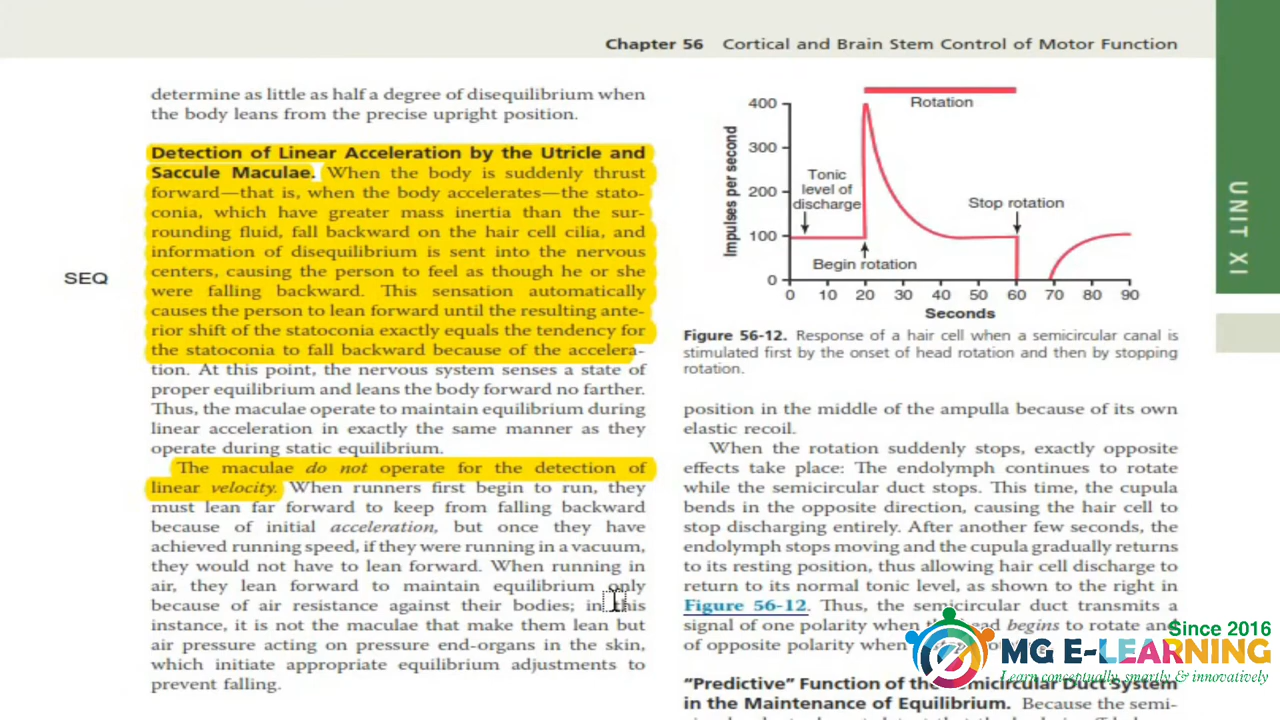 Chapter 56 Cortical and Brain Stem Control of Motor Function
UNIT XI
SEQ
determine as little as half a degree of disequilibrium when
the body leans from the precise upright position.
Detection of Linear Acceleration by the Utricle and
Saccule Maculae. When the body is suddenly thrust
forward—that is, when the body accelerates—the stato-
conia, which have greater mass inertia than the sur-
rounding fluid, fall backward on the hair cell cilia, and
information of disequilibrium is sent into the nervous
centers, causing the person to feel as though he or she
were falling backward. This sensation automatically
causes the person to lean forward until the resulting ante-
rior shift of the statoconia exactly equals the tendency for
the statoconia to fall backward because of the accelera-
tion. At this point, the nervous system senses a state of
proper equilibrium and leans the body forward no farther.
Thus, the maculae operate to maintain equilibrium during
linear acceleration in exactly the same manner as they
operate during static equilibrium.
The maculae do not operate for the detection of
linear velocity. When runners first begin to run, they
must lean far forward to keep from falling backward
because of initial acceleration, but once they have
achieved running speed, if they were running in a vacuum,
they would not have to lean forward. When running in
air, they lean forward to maintain equilibrium only
because of air resistance against their bodies; in this
instance, it is not the maculae that make them lean but
air pressure acting on pressure end-organs in the skin,
which initiate appropriate equilibrium adjustments to
prevent falling.
Rotation
Impulses per second
400
300
200
100
0
Tonic
level of
discharge
Stop rotation
Begin rotation
0 10 20 30 40 50 60 70 80 90
Seconds
Figure 56-12. Response of a hair cell when a semicircular canal is
stimulated first by the onset of head rotation and then by stopping
rotation.
position in the middle of the ampulla because of its own
elastic recoil.
When the rotation suddenly stops, exactly opposite
effects take place: The endolymph continues to rotate
while the semicircular duct stops. This time, the cupula
bends in the opposite direction, causing the hair cell to
stop discharging entirely. After another few seconds, the
endolymph stops moving and the cupula gradually returns
to its resting position, thus allowing hair cell discharge to
return to its normal tonic level, as shown to the right in
Figure 56-12. Thus, the semicircular duct transmits a
signal of one polarity when the head begins to rotate and
of opposite polarity when
"Predictive" Function of the Semicircular Duct System
in the Maintenance of Equilibrium. Because the semi-
Since 2016
MG E-LEARNING
Learn conceptually, smartly & innovatively